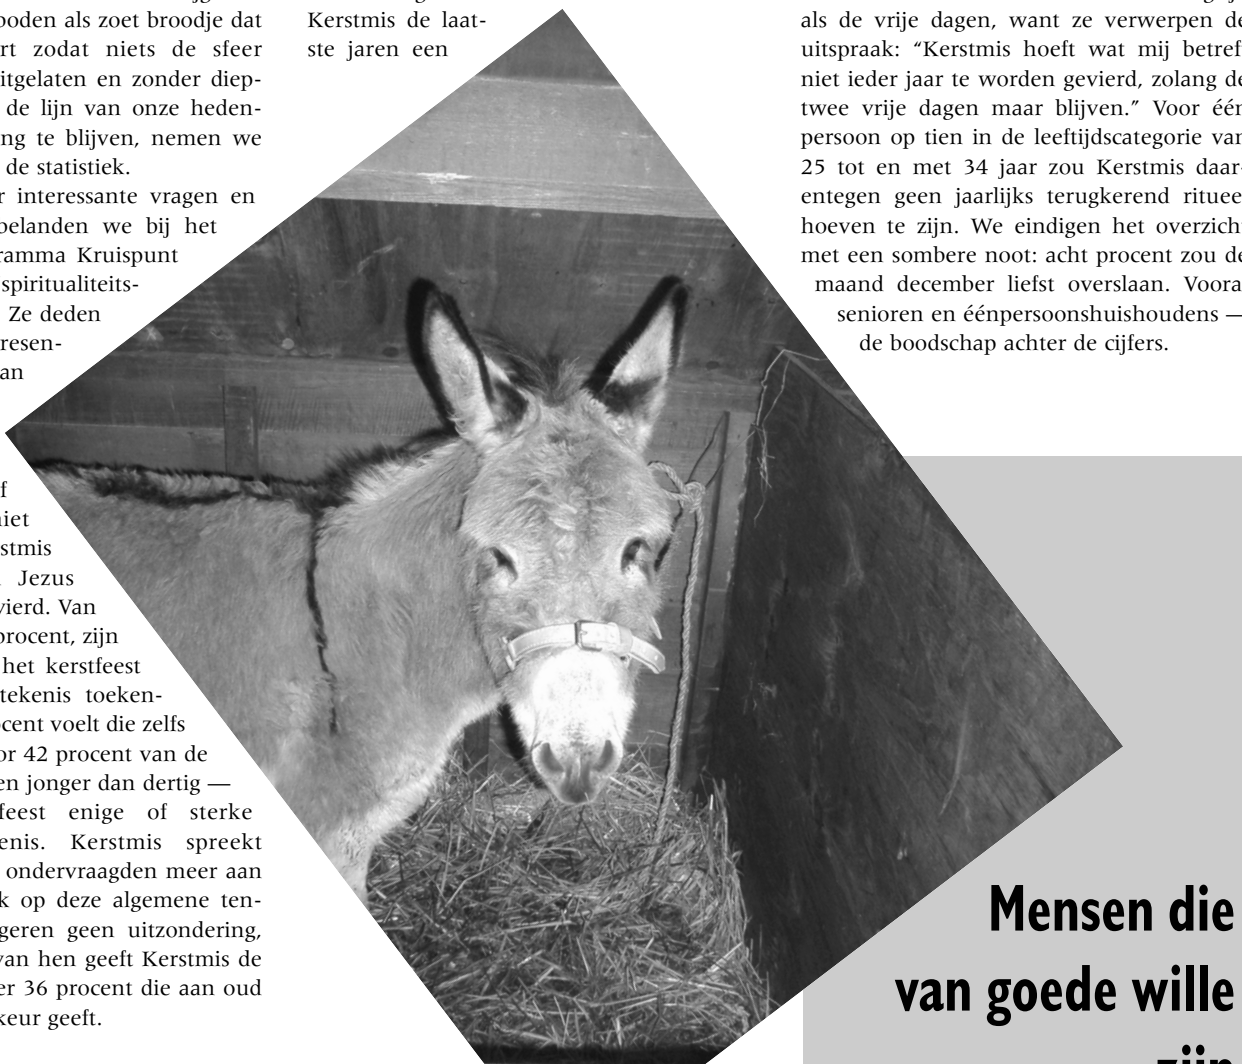 boden als zoet broodje dat
rt zodat niets de sfeer
itgelaten en zonder diep-
de lijn van onze heden-
ng te blijven, nemen we
de statistiek.
r interessante vragen en
belanden we bij het
ramma Kruispunt
spiritualiteits-
Ze deden
resen-
an
f
niet
stmis
Jezus
vierd. Van
procent, zijn
het kerstfeest
tekenis toeken-
cent voelt die zelfs
or 42 procent van de
en jonger dan dertig —
feest enige of sterke
enis. Kerstmis spreekt
ondervraagden meer aan
k op deze algemene ten-
geren geen uitzondering,
van hen geeft Kerstmis de
er 36 procent die aan oud
keur geeft.
Kerstmis de laat-
ste jaren een
als de vrije dagen, want ze verwerpen de
uitspraak: “Kerstmis hoeft wat mij betreft
niet ieder jaar te worden gevierd, zolang de
twee vrije dagen maar blijven.” Voor één
persoon op tien in de leeftijdscategorie van
25 tot en met 34 jaar zou Kerstmis daar-
entegen geen jaarlijks terugkerend ritueel
hoeven te zijn. We eindigen het overzicht
met een sombere noot: acht procent zou de
maand december liefst overslaan. Vooral
senioren en éénpersoonshuishoudens —
de boodschap achter de cijfers.
Mensen die
van goede wille
zijn